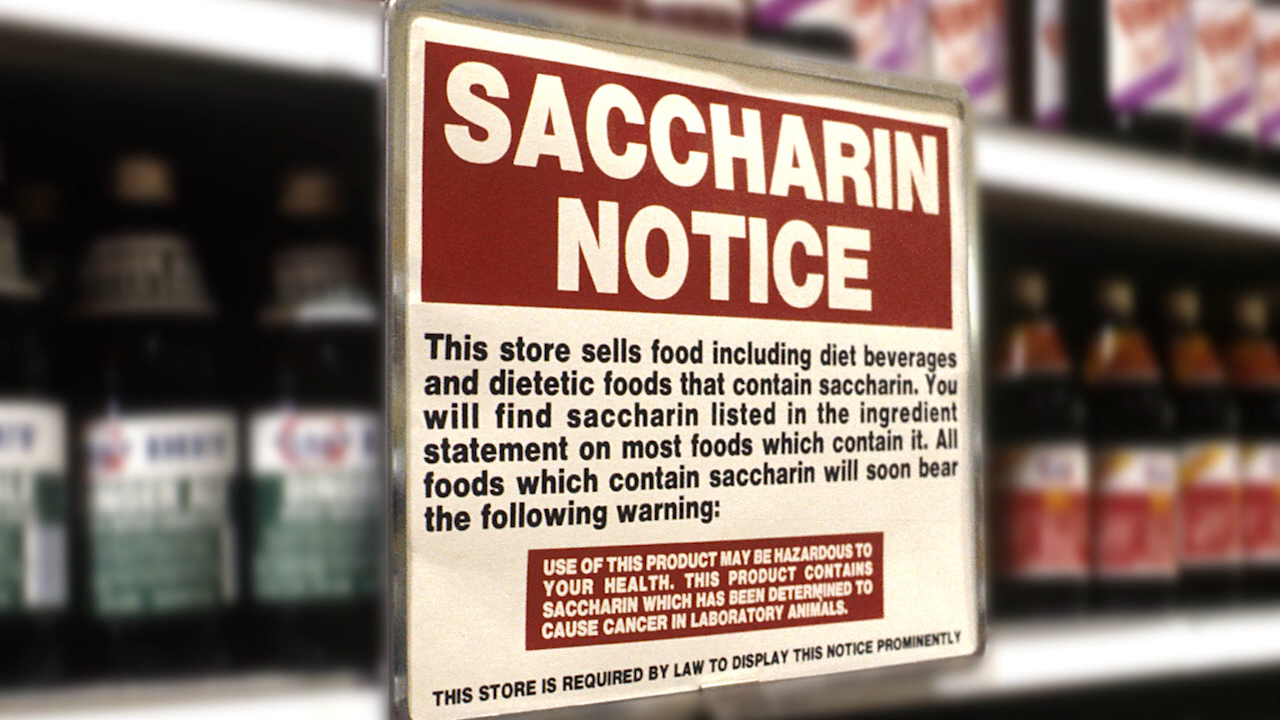 SACCHARIN
NOTICE
This store sells food including diet beverages
and dietetic foods that contain saccharin. You
will find saccharin listed in the ingredient
statement on most foods which contain it. All
foods which contain saccharin will soon bear
the following warning:
USE OF THIS PRODUCT MAY BE HAZARDOUS TO
YOUR HEALTH. THIS PRODUCT CONTAINS
SACCHARIN WHICH HAS BEEN DETERMINED TO
CAUSE CANCER IN LABORATORY ANIMALS.
THIS STORE IS REQUIRED BY LAW TO DISPLAY THIS NOTICE PROMINENTLY